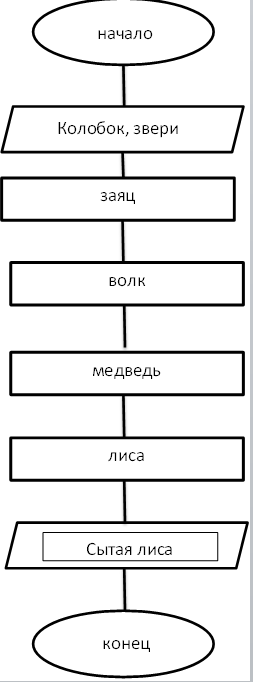 начало
Колобок, звери
заяц
волк
медведь
лиса
Сытая лиса
конец